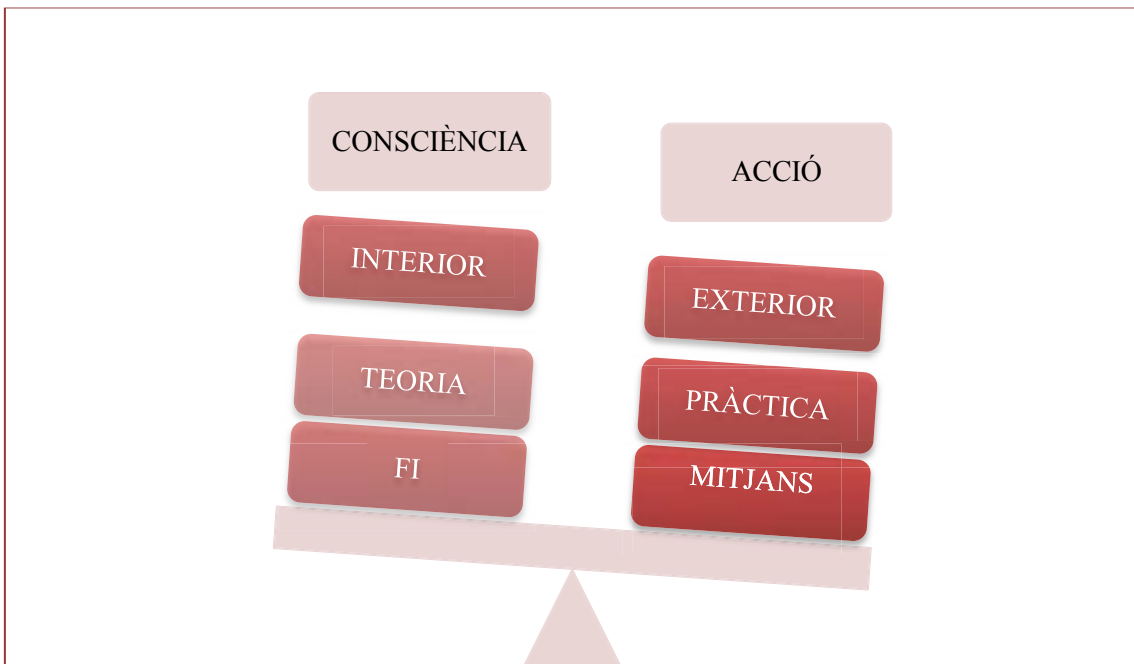 CONSCIÈNCIA
INTERIOR
TEORIA
FI
ACCIÓ
EXTERIOR
PRÀCTICA
MITJANS